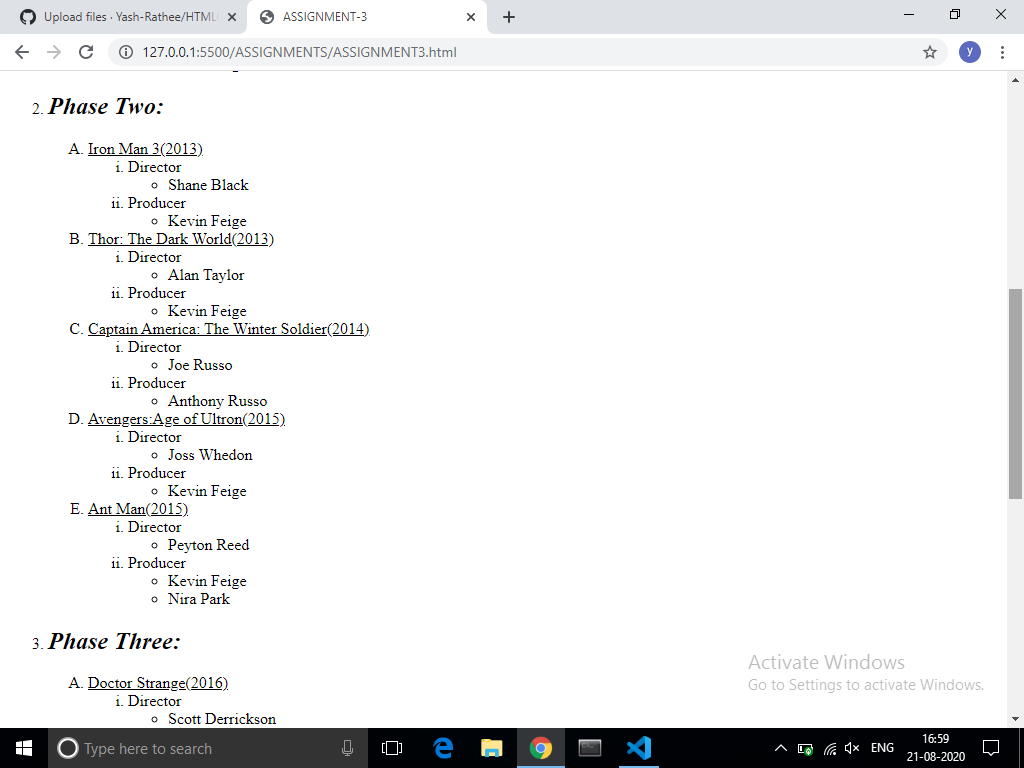 Upload files · Yash-Rathee/HTML
ASSIGNMENT-3
127.0.0.1:5500/ASSIGNMENTS/ASSIGNMENT3.html
y
2. Phase Two:
A. Iron Man 3(2013)
i. Director
Shane Black
ii. Producer
Kevin Feige
B. Thor: The Dark World(2013)
i. Director
Alan Taylor
ii. Producer
Kevin Feige
C. Captain America: The Winter Soldier(2014)
i. Director
Joe Russo
ii. Producer
Anthony Russo
D. Avengers:Age of Ultron(2015)
i. Director
Joss Whedon
ii. Producer
Kevin Feige
E. Ant Man(2015)
i. Director
Peyton Reed
ii. Producer
Kevin Feige
Nira Park
3. Phase Three:
A. Doctor Strange(2016)
i. Director
Scott Derrickson
Activate Windows
Go to Settings to activate Windows.
Type here to search
ENG
16:59
21-08-2020